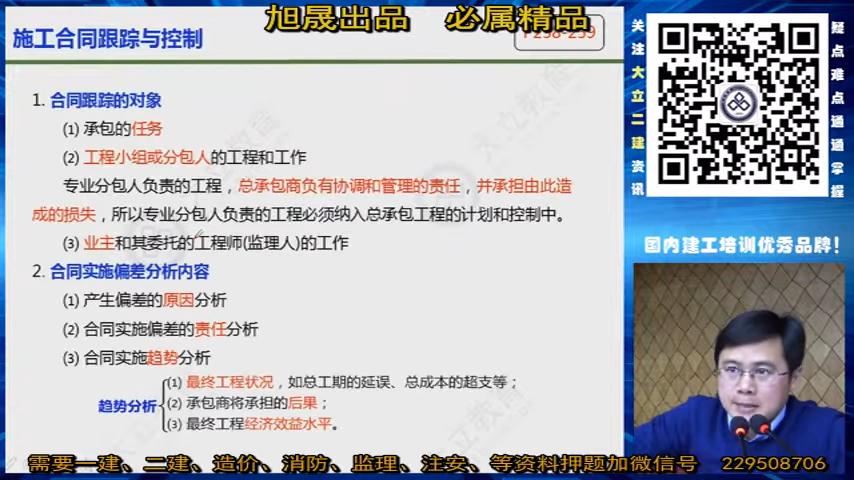 旭晟出品 必属精品
施工合同跟踪与控制
P238-239
1. 合同跟踪的对象
(1) 承包的任务
(2) 工程小组或分包人的工程和工作
专业分包人负责的工程，总承包商负有协调和管理的责任，并承担由此造
成的损失，所以专业分包人负责的工程必须纳入总承包工程的计划和控制中。
(3) 业主和其委托的工程师(监理人)的工作
2. 合同实施偏差分析内容
(1) 产生偏差的原因分析
(2) 合同实施偏差的责任分析
(3) 合同实施趋势分析
趋势分析
(1) 最终工程状况，如总工期的延误、总成本的超支等；
(2) 承包商将承担的后果；
(3) 最终工程经济效益水平。
关注大立二建资讯
疑点难点通通掌握
国内建工培训优秀品牌！
大立教育
需要一建、二建、造价、消防、监理、注安、等资料押题加微信号 229508706